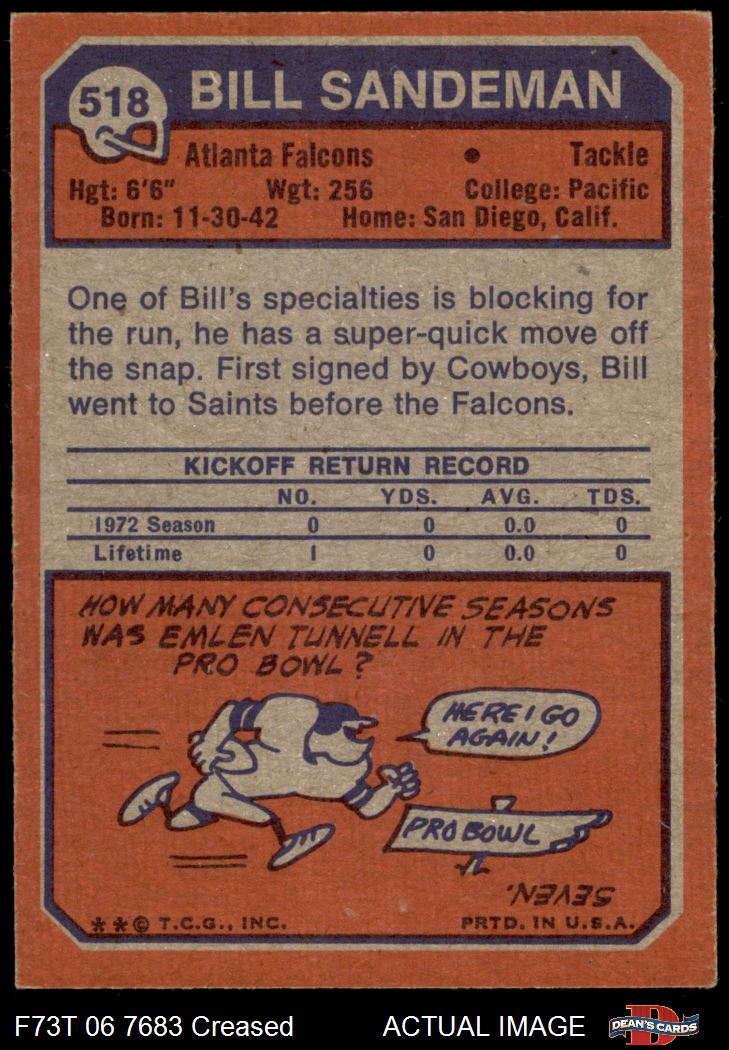 518 BILL SANDEMAN
Atlanta Falcons • Tackle
Hgt: 6'6" Wgt: 256 College: Pacific
Born: 11-30-42 Home: San Diego, Calif.
One of Bill's specialties is blocking for
the run, he has a super-quick move off
the snap. First signed by Cowboys, Bill
went to Saints before the Falcons.
KICKOFF RETURN RECORD
NO. YDS. AVG. TDS.
1972 Season 0 0 0.0 0
Lifetime 1 0 0.0 0
HOW MANY CONSECUTIVE SEASONS
WAS EMLEN TUNNELL IN THE
PRO BOWL?
HERE I GO
AGAIN!
PRO BOWL
SEVEN.
** © T.C.G., INC. PRTD. IN U.S.A.
F73T 06 7683 Creased ACTUAL IMAGE D DEAN'S CARDS